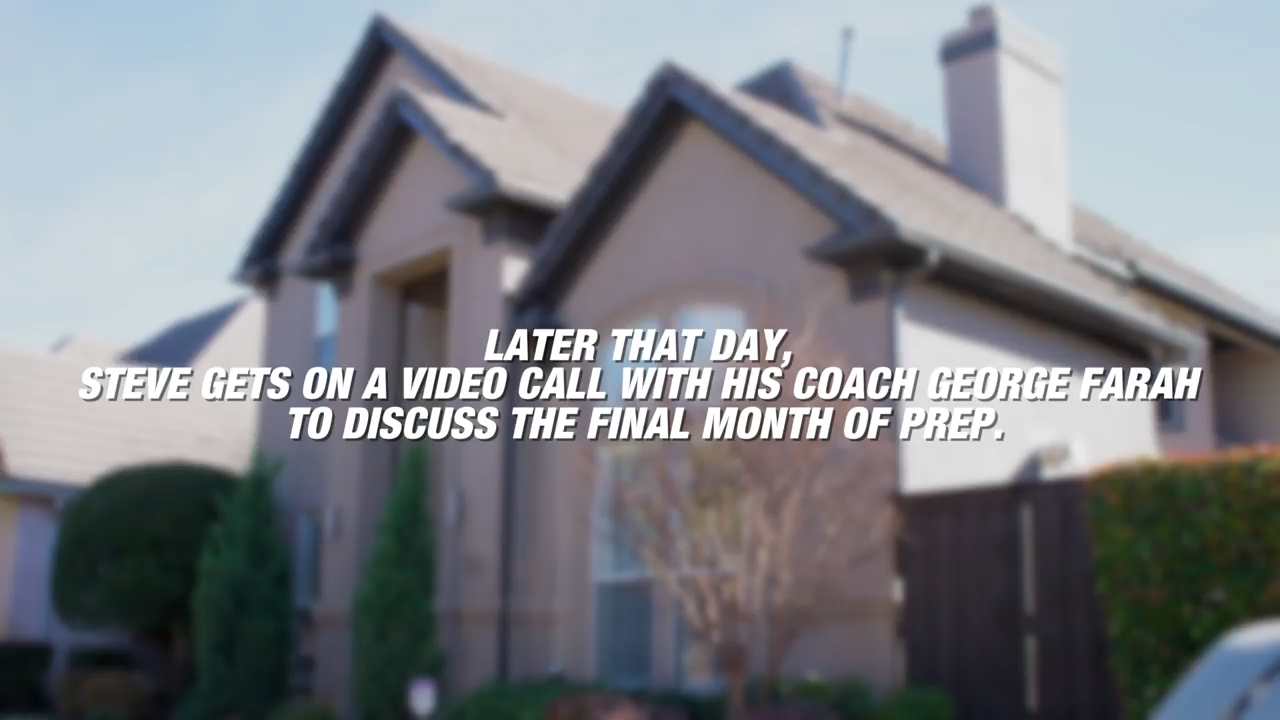 LATER THAT DAY,
STEVE GETS ON A VIDEO CALL WITH HIS COACH GEORGE FARAH
TO DISCUSS THE FINAL MONTH OF PREP.